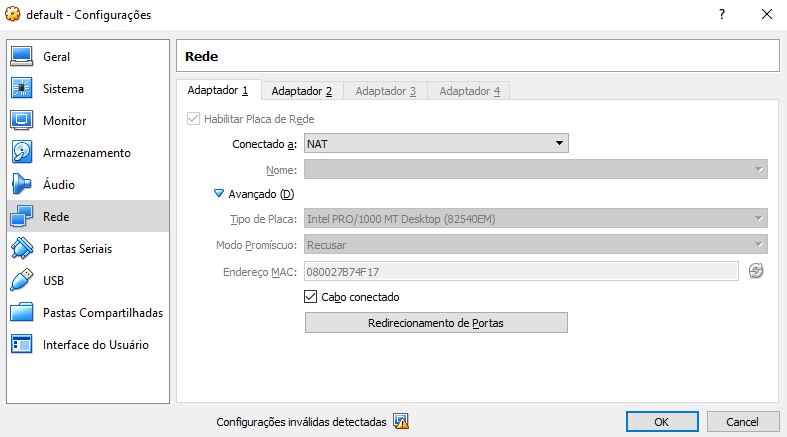 default - Configurações
?
Geral
Sistema
Monitor
Armazenamento
Áudio
Rede
Portas Seriais
USB
Pastas Compartilhadas
Interface do Usuário
Rede
Adaptador 1 Adaptador 2 Adaptador 3 Adaptador 4
Habilitar Placa de Rede
Conectado a: NAT
Nome:
Avançado (D)
Tipo de Placa: Intel PRO/1000 MT Desktop (82540EM)
Modo Promíscuo: Recusar
Endereço MAC: 080027B74F17
Cabo conectado
Redirecionamento de Portas
Configurações inválidas detectadas
OK Cancel